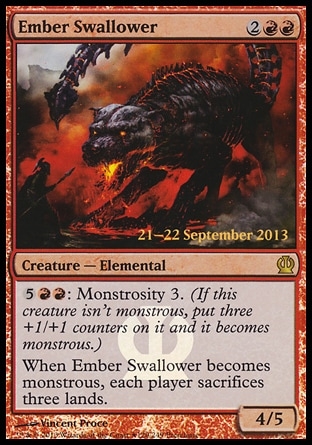 Ember Swallower 2
21–22 September 2013
Creature — Elemental
5 : Monstrosity 3. (If this
creature isn't monstrous, put three
+1/+1 counters on it and it becomes
monstrous.)
When Ember Swallower becomes
monstrous, each player sacrifices
three lands.
Vincent Proce
4/5